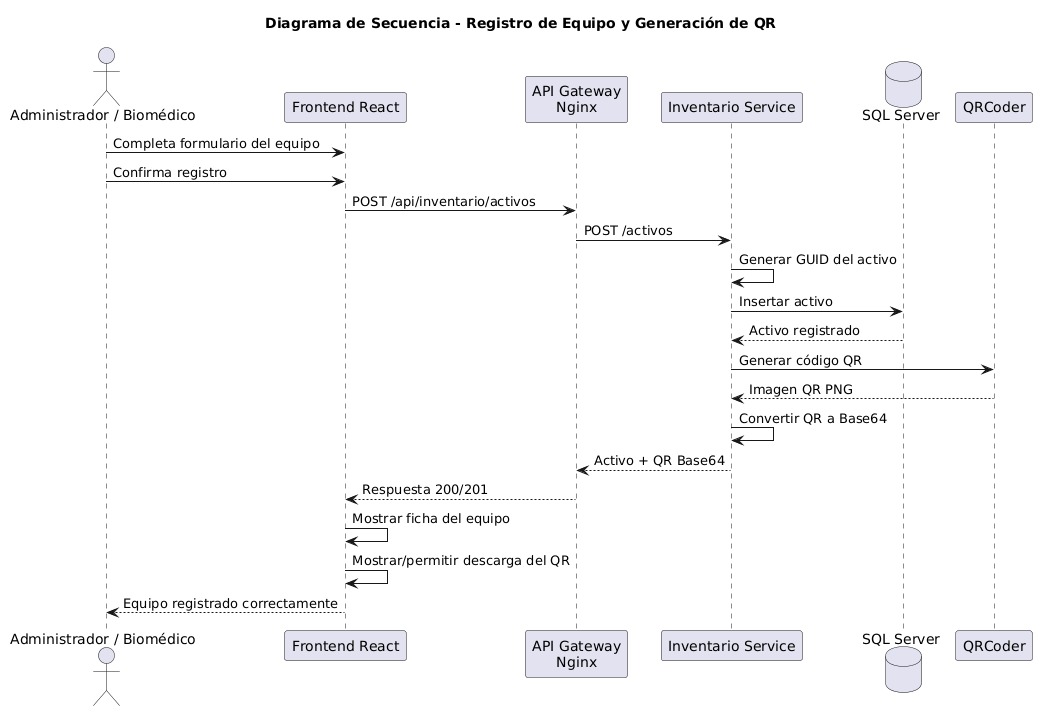 Diagrama de Secuencia - Registro de Equipo y Generación de QR
Administrador / Biomédico
Frontend React
API Gateway
Nginx
Inventario Service
SQL Server
QRCoder
Completa formulario del equipo
Confirma registro
POST /api/inventario/activos
POST /activos
Generar GUID del activo
Insertar activo
Activo registrado
Generar código QR
Imagen QR PNG
Convertir QR a Base64
Activo + QR Base64
Respuesta 200/201
Mostrar ficha del equipo
Mostrar/permitir descarga del QR
Equipo registrado correctamente
Administrador / Biomédico
Frontend React
API Gateway
Nginx
Inventario Service
SQL Server
QRCoder